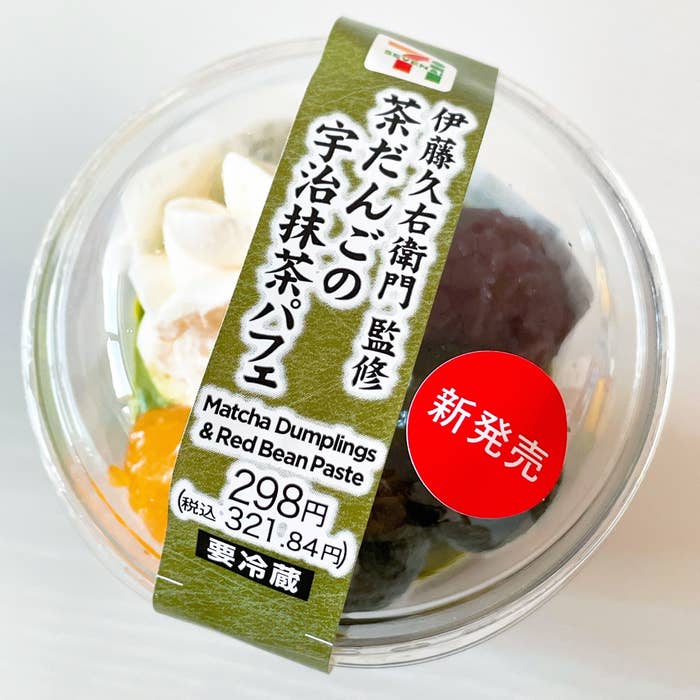 SEVEN
伊藤久右衛門 監修
茶だんごの
宇治抹茶パフェ
Matcha Dumplings
& Red Bean Paste
298円
(税込 321.84円)
要冷蔵
新発売